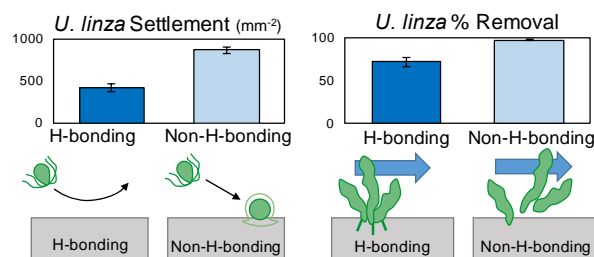 U. linza Settlement (mm-2)
1000
500
0
H-bonding
Non-H-bonding
H-bonding
Non-H-bonding
U. linza % Removal
100
50
0
H-bonding
Non-H-bonding
H-bonding
Non-H-bonding